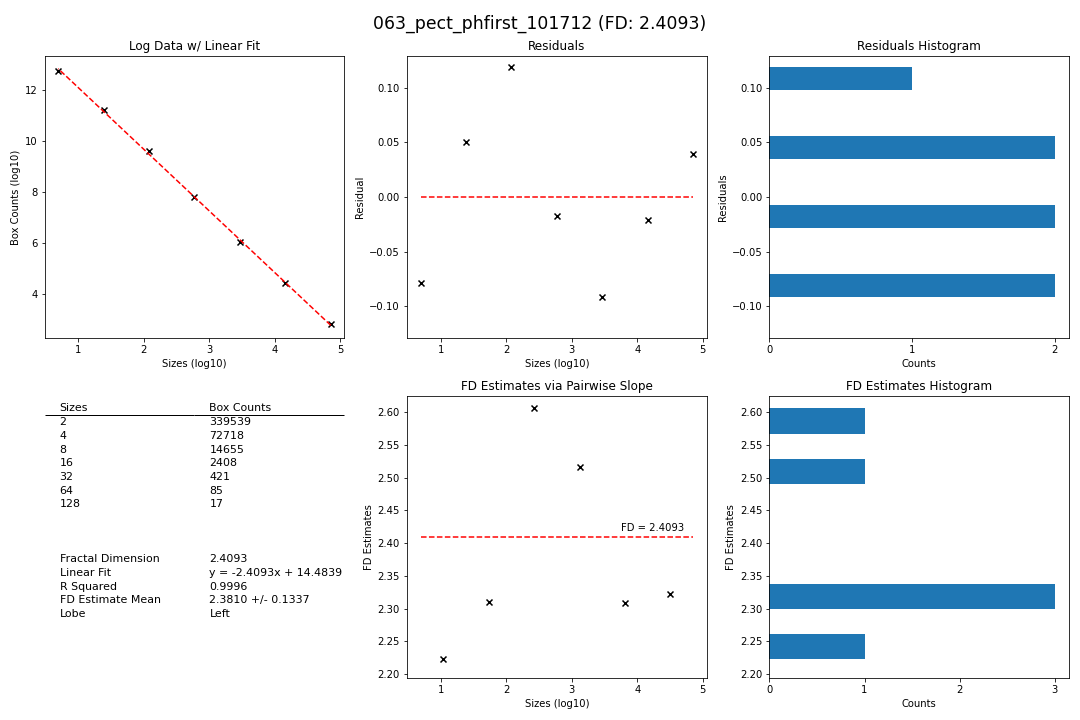 063_pect_phfirst_101712 (FD: 2.4093)
Log Data w/ Linear Fit
Box Counts (log10)
12
10
8
6
4
1 2 3 4 5
Sizes (log10)
Residuals
Residual
0.10
0.05
0.00
−0.05
−0.10
1 2 3 4 5
Sizes (log10)
Residuals Histogram
Residuals
0.10
0.05
0.00
−0.05
−0.10
0 1 2
Counts
Sizes Box Counts
2 339539
4 72718
8 14655
16 2408
32 421
64 85
128 17
Fractal Dimension 2.4093
Linear Fit y = -2.4093x + 14.4839
R Squared 0.9996
FD Estimate Mean 2.3810 +/- 0.1337
Lobe Left
FD Estimates via Pairwise Slope
FD Estimates
2.60
2.55
2.50
2.45
2.40
2.35
2.30
2.25
2.20
FD = 2.4093
1 2 3 4 5
Sizes (log10)
FD Estimates Histogram
FD Estimates
2.60
2.55
2.50
2.45
2.40
2.35
2.30
2.25
2.20
0 1 2 3
Counts